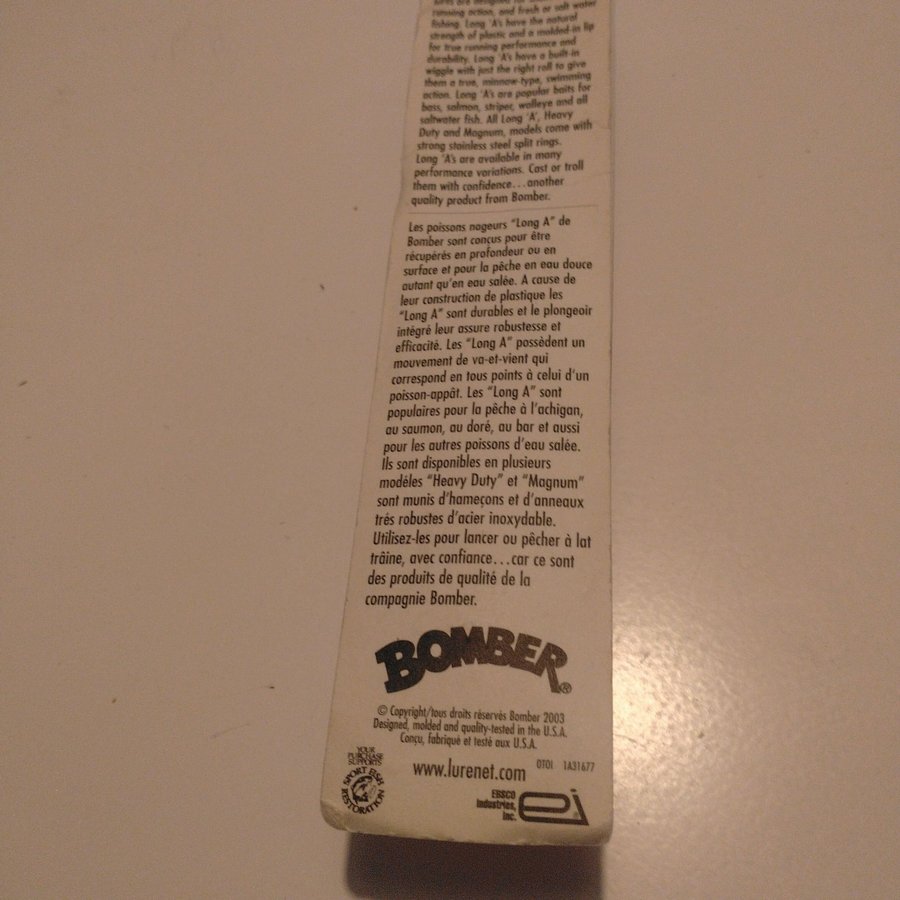 lures are designed for
running action, and fresh or salt water
fishing. Long 'A's have the natural
strength of plastic and a molded-in lip
for true running performance and
durability. Long 'A's have a built-in
wiggle with just the right roll to give
them a true, minnow-type, swimming
action. Long 'A's are popular baits for
bass, salmon, striper, walleye and all
saltwater fish. All Long 'A', Heavy
Duty and Magnum, models come with
strong stainless steel split rings.
Long 'A's are available in many
performance variations. Cast or troll
them with confidence...another
quality product from Bomber.
Les poissons nageurs "Long A" de
Bomber sont conçus pour être
récupérés en profondeur ou en
surface et pour la pêche en eau douce
autant qu'en eau salée. A cause de
leur construction de plastique les
"Long A" sont durables et le plongeoir
intégré leur assure robustesse et
efficacité. Les "Long A" possèdent un
mouvement de va-et-vient qui
correspond en tous points à celui d'un
poisson-appât. Les "Long A" sont
populaires pour la pêche à l'achigan,
au saumon, au doré, au bar et aussi
pour les autres poissons d'eau salée.
Ils sont disponibles en plusieurs
modéles "Heavy Duty" et "Magnum"
sont munis d'hameçons et d'anneaux
trés robustes d'acier inoxydable.
Utilisez-les pour lancer ou pêcher à lat
trâine, avec confiance...car ce sont
des produits de qualité de la
compagnie Bomber.
BOMBER®
© Copyright/tous droits réservés Bomber 2003
Designed, molded and quality-tested in the U.S.A.
Conçu, fabriqué et testé aux U.S.A.
YOUR
PURCHASE
SUPPORTS
SPORT FISH
RESTORATION
www.lurenet.com
OTOI 1A31677
EBSCO
Industries,
Inc.
ei